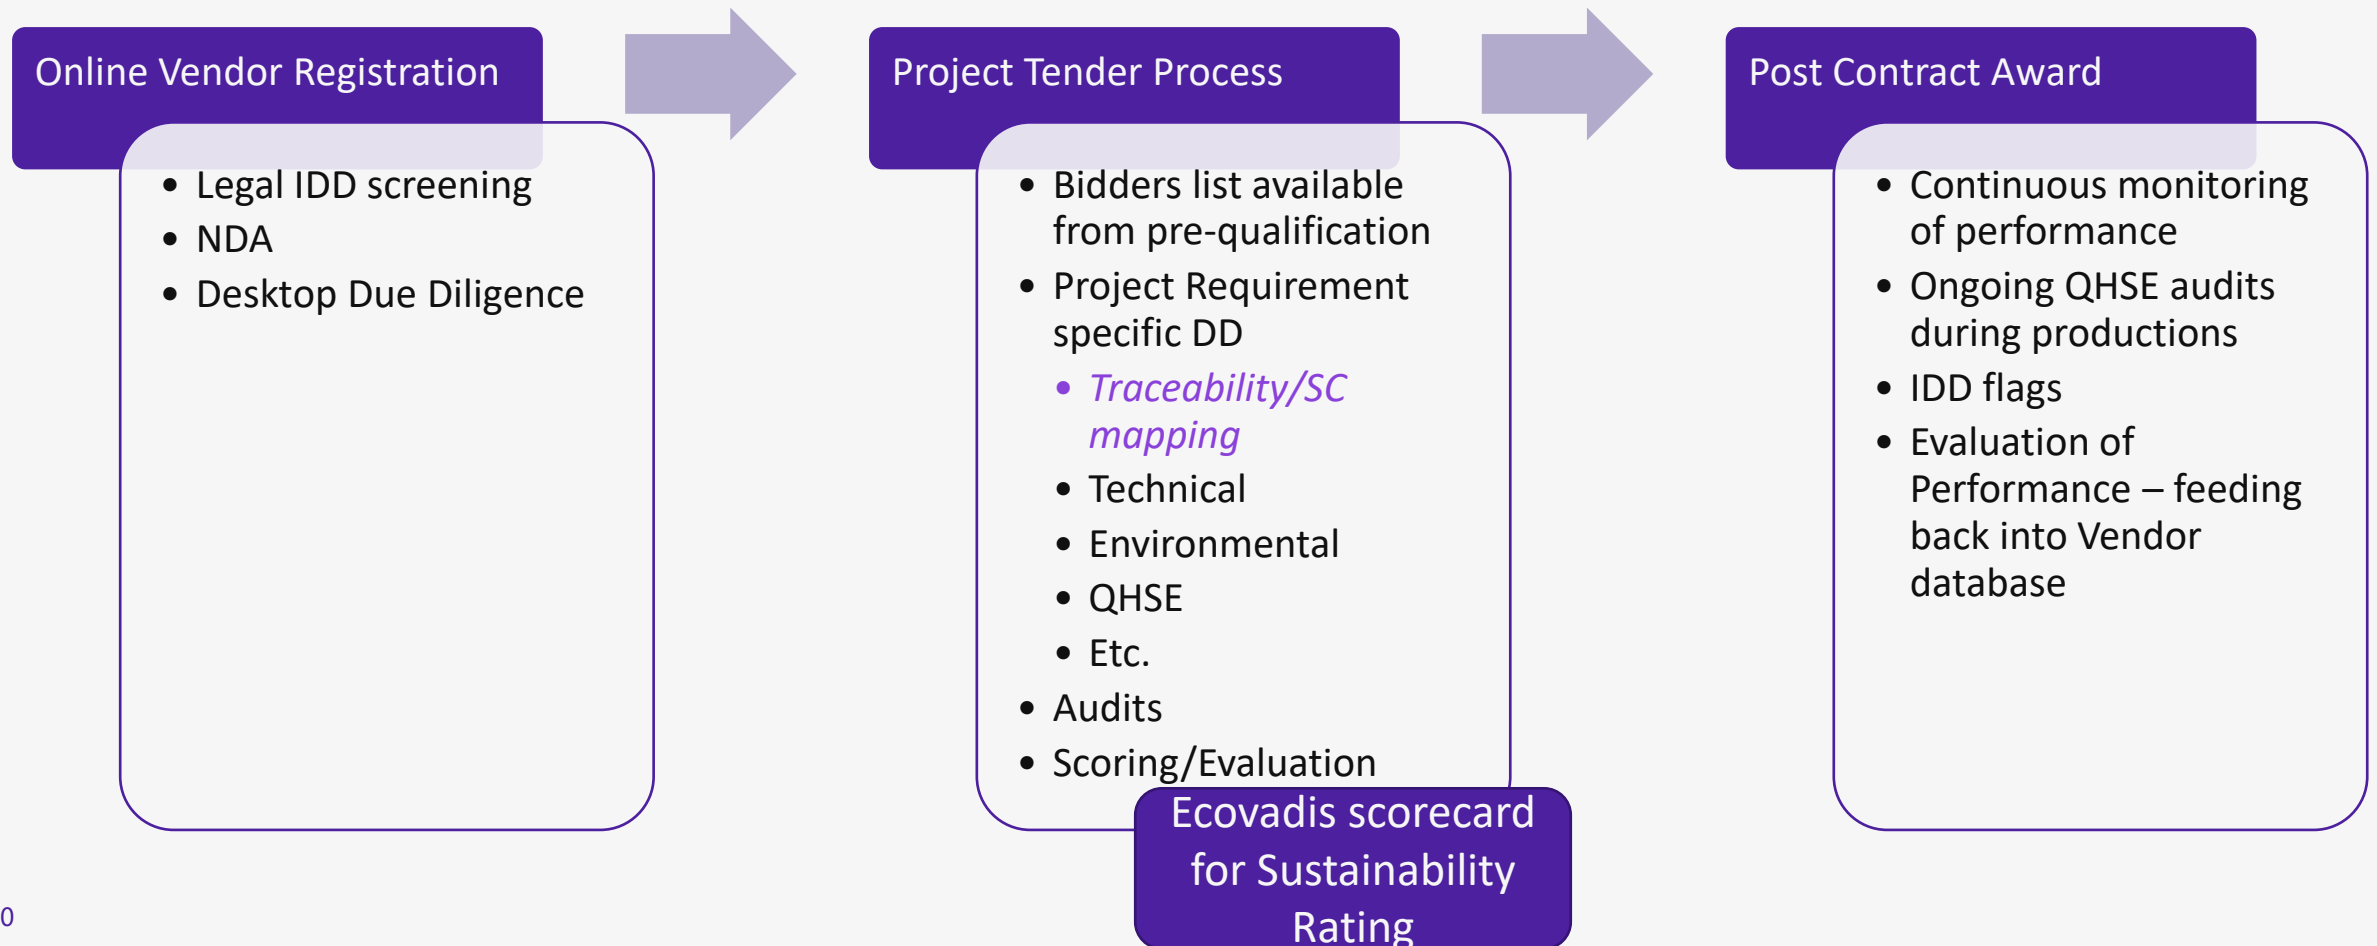 Online Vendor Registration
• Legal IDD screening
• NDA
• Desktop Due Diligence
Project Tender Process
• Bidders list available
from pre-qualification
• Project Requirement
specific DD
• Traceability/SC
mapping
• Technical
• Environmental
• QHSE
• Etc.
• Audits
• Scoring/Evaluation
Ecovadis scorecard
for Sustainability
Rating
Post Contract Award
• Continuous monitoring
of performance
• Ongoing QHSE audits
during productions
• IDD flags
• Evaluation of
Performance – feeding
back into Vendor
database
0